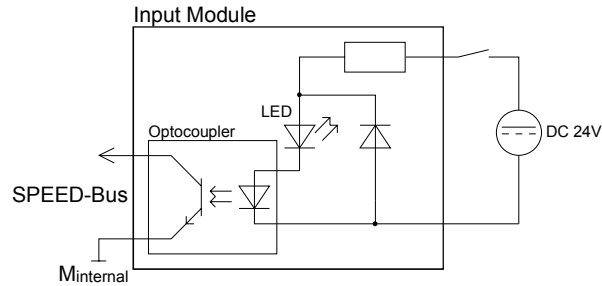 Input Module
LED
Optocoupler
DC 24V
SPEED-Bus
Minternal